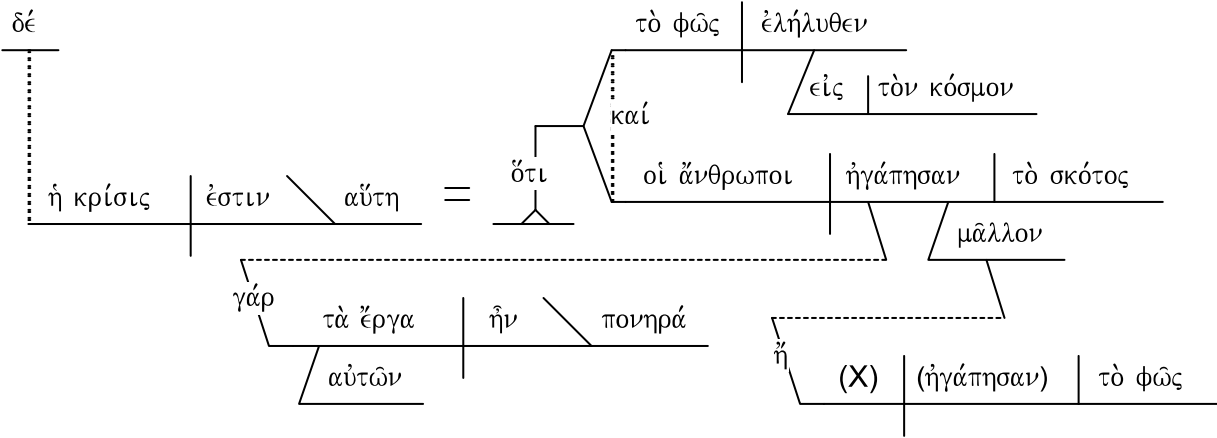 δέ
τὸ φῶς ἐλήλυθεν
εἰς τὸν κόσμον
καί
ὅτι
ἡ κρίσις ἐστιν αὕτη =
οἱ ἄνθρωποι ἠγάπησαν τὸ σκότος
μᾶλλον
γάρ
τὰ ἔργα ἦν πονηρά
αὐτῶν
ἤ
(X) (ἠγάπησαν) τὸ φῶς